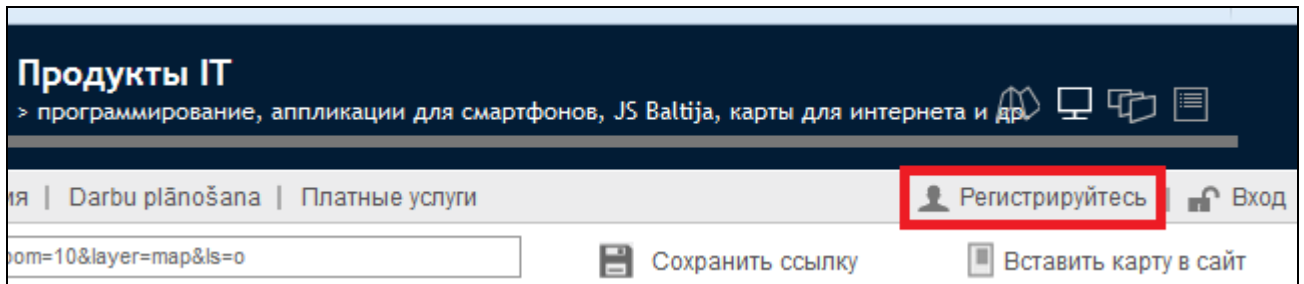 Продукты IT
> программирование, аппликации для смартфонов, JS Baltija, карты для интернета и др.
ия | Darbu plānošana | Платные услуги Регистрируйтесь | Вход
oom=10&layer=map&ls=o Сохранить ссылку Вставить карту в сайт